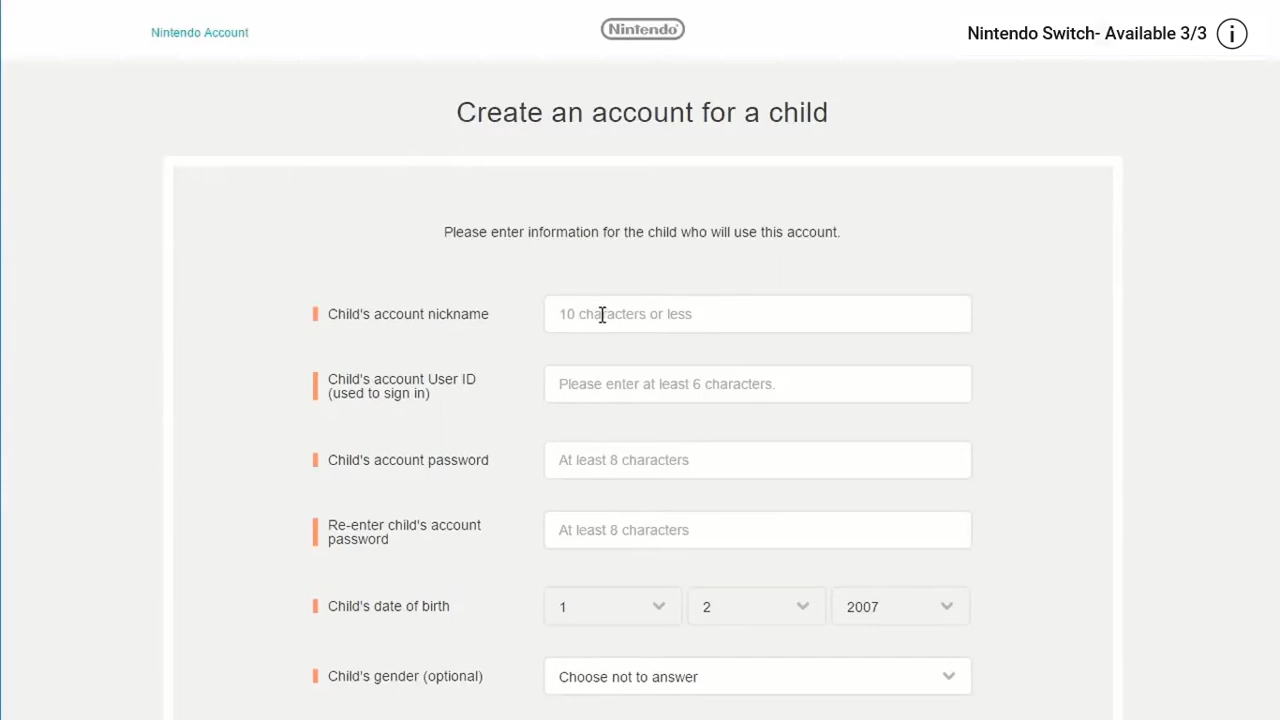 Nintendo Account
Nintendo
Nintendo Switch- Available 3/3
i
Create an account for a child
Please enter information for the child who will use this account.
Child's account nickname
10 characters or less
Child's account User ID
(used to sign in)
Please enter at least 6 characters.
Child's account password
At least 8 characters
Re-enter child's account
password
At least 8 characters
Child's date of birth
1
2
2007
Child's gender (optional)
Choose not to answer